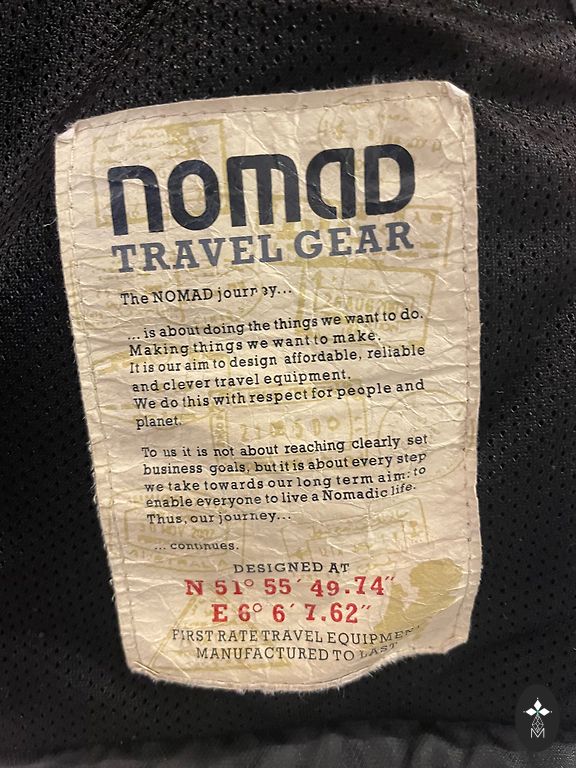 nomaD
TRAVEL GEAR
The NOMAD journey...
... is about doing the things we want to do.
Making things we want to make.
It is our aim to design affordable, reliable
and clever travel equipment.
We do this with respect for people and
planet.
To us it is not about reaching clearly set
business goals, but it is about every step
we take towards our long term aim: to
enable everyone to live a Nomadic life.
Thus, our journey...
... continues.
DESIGNED AT
N 51° 55′ 49.74″
E 6° 6′ 7.62″
FIRST RATE TRAVEL EQUIPMENT
MANUFACTURED TO LAST
M